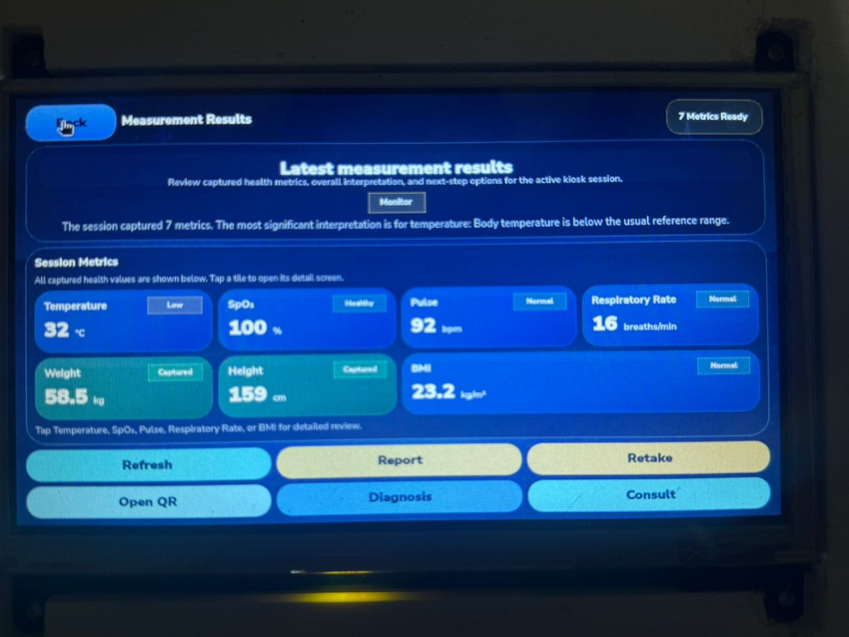 Measurement Results
7 Metrics Ready
Latest measurement results
Review captured health metrics, overall interpretation, and next-step options for the active kiosk session.
Monitor
The session captured 7 metrics. The most significant interpretation is for temperature: Body temperature is below the usual reference range.
Session Metrics
All captured health values are shown below. Tap a tile to open its detail screen.
Temperature Low
32 °C
SpO₂ Healthy
100 %
Pulse Normal
92 bpm
Respiratory Rate Normal
16 breaths/min
Weight Captured
58.5 kg
Height Captured
159 cm
BMI Normal
23.2 kg/m²
Tap Temperature, SpO₂, Pulse, Respiratory Rate, or BMI for detailed review.
Refresh
Report
Retake
Open QR
Diagnosis
Consult